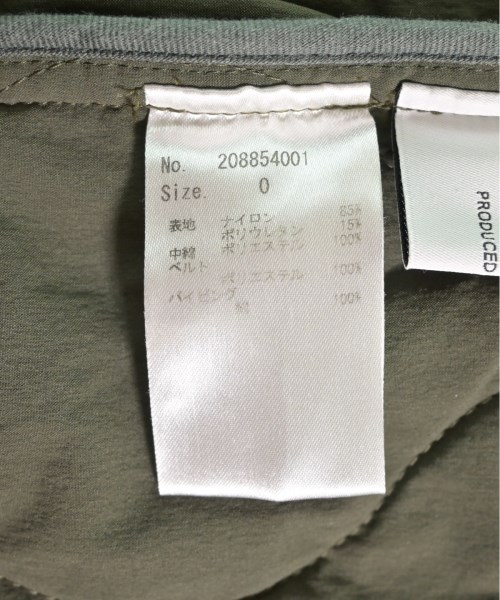 No. 208854001
Size. 0
表地 ナイロン 85%
ポリウレタン 15%
中綿 ポリエステル 100%
ベルト
ポリエステル 100%
パイピング
綿 100%
PRODUCED